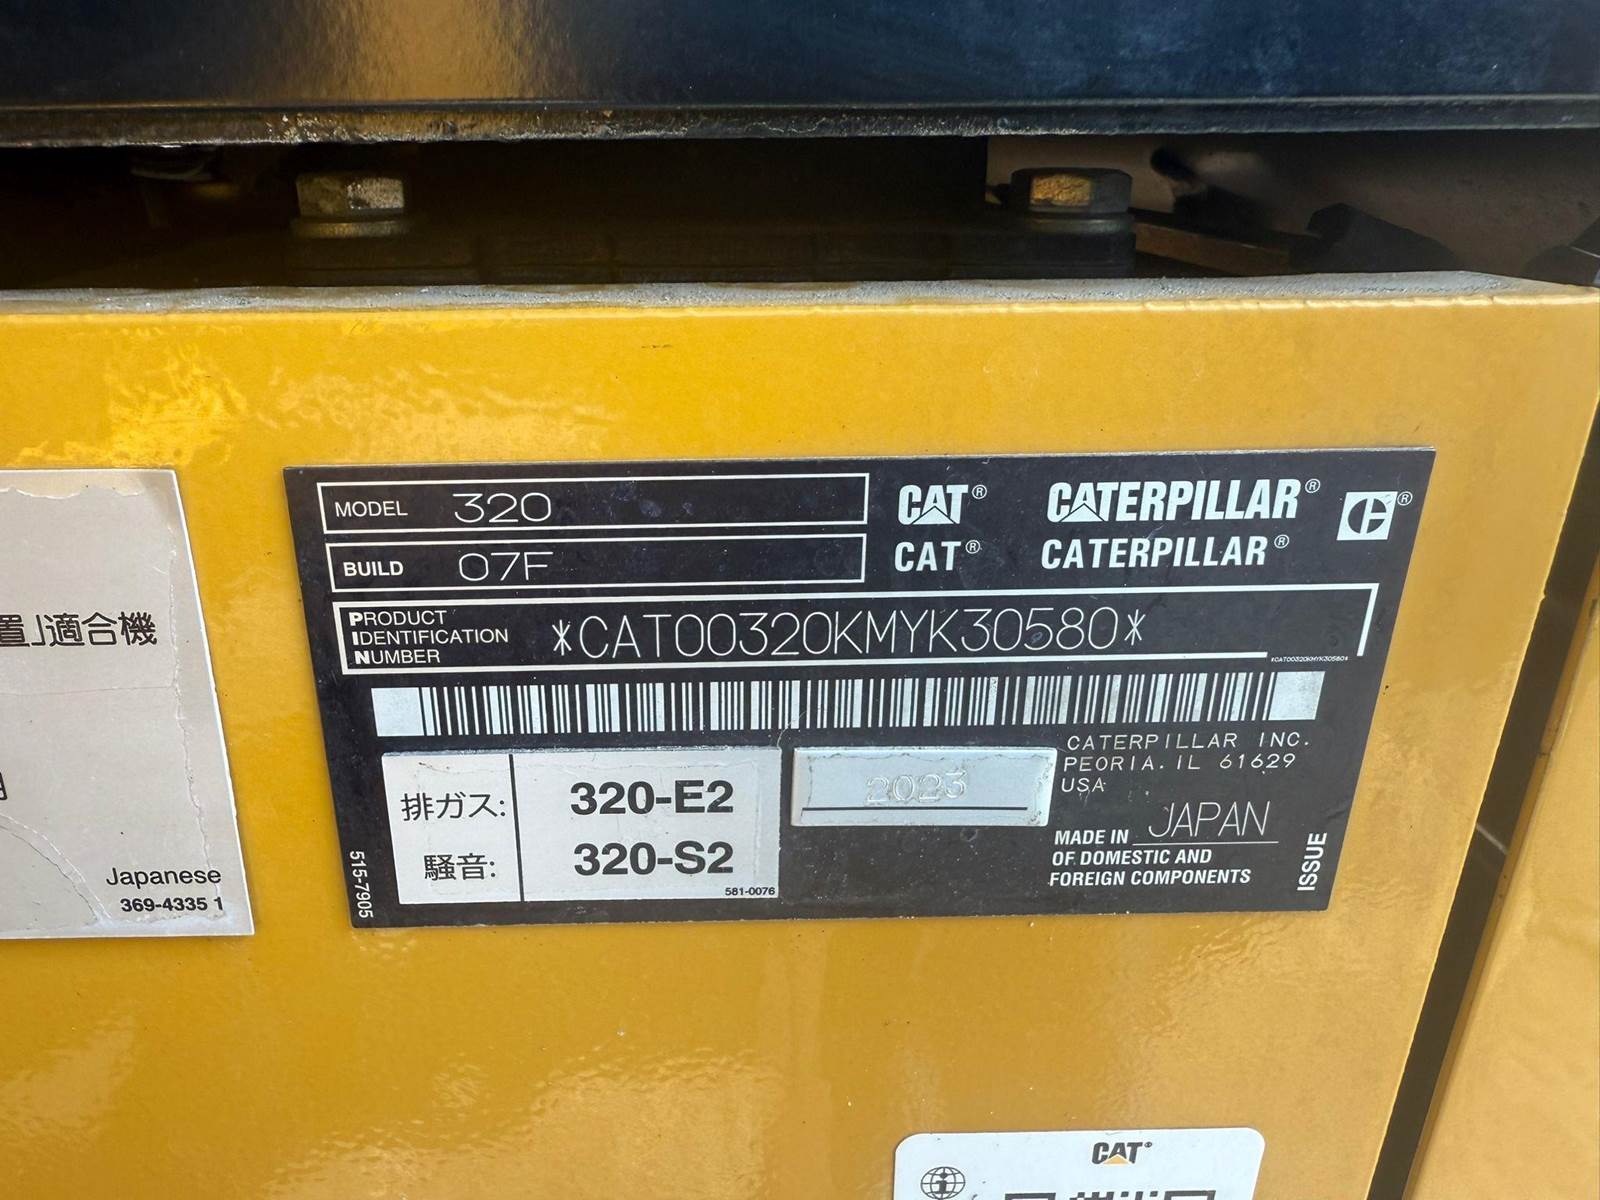 置」適合機
Japanese
369-4335 1
MODEL 320
BUILD 07F
CAT® CATERPILLAR® ®
CAT® CATERPILLAR®
PRODUCT
IDENTIFICATION
NUMBER
*CAT00320KMYK30580*
*CAT00320KMYK30580*
排ガス: 320-E2
騒音: 320-S2
581-0076
515-7905
2023
CATERPILLAR INC.
PEORIA. IL 61629
USA
MADE IN JAPAN
OF DOMESTIC AND
FOREIGN COMPONENTS
ISSUE
CAT®